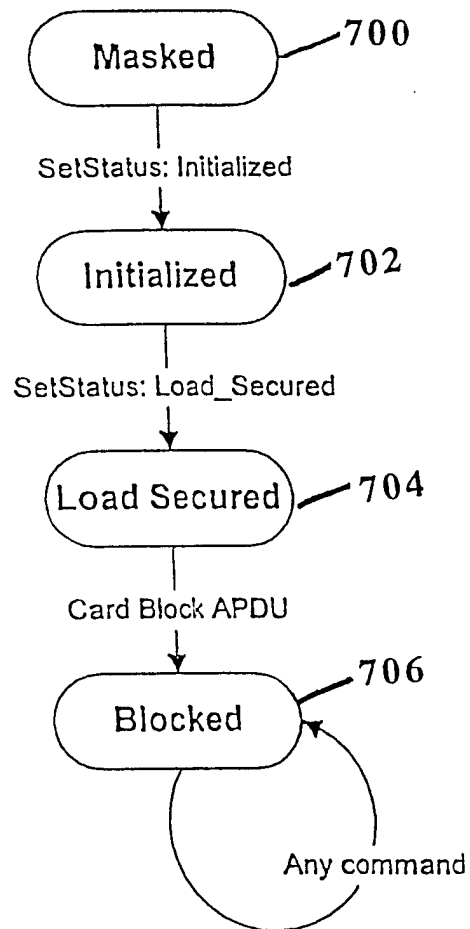 Masked
700
SetStatus: Initialized
Initialized
702
SetStatus: Load_Secured
Load Secured
704
Card Block APDU
706
Blocked
Any command